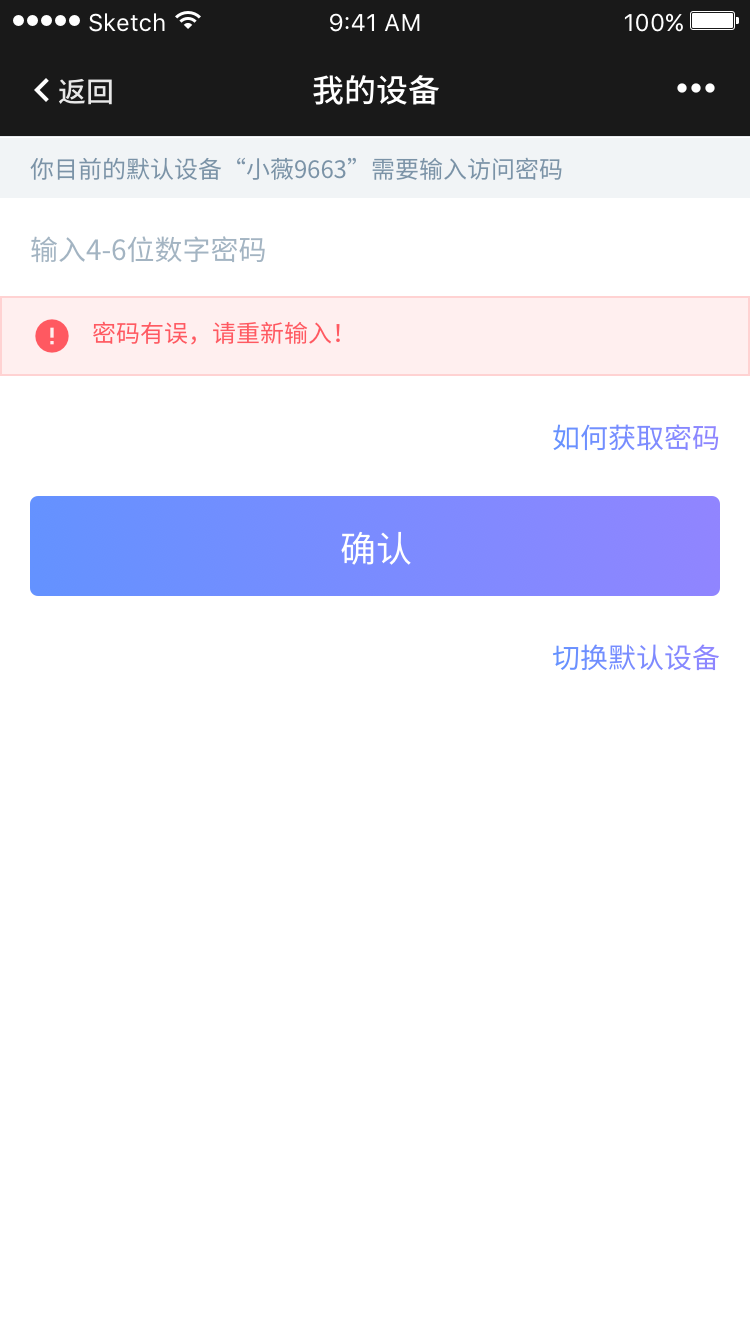 Sketch 9:41 AM 100%
返回 我的设备
你目前的默认设备“小薇9663”需要输入访问密码
输入4-6位数字密码
密码有误，请重新输入！
如何获取密码
确认
切换默认设备